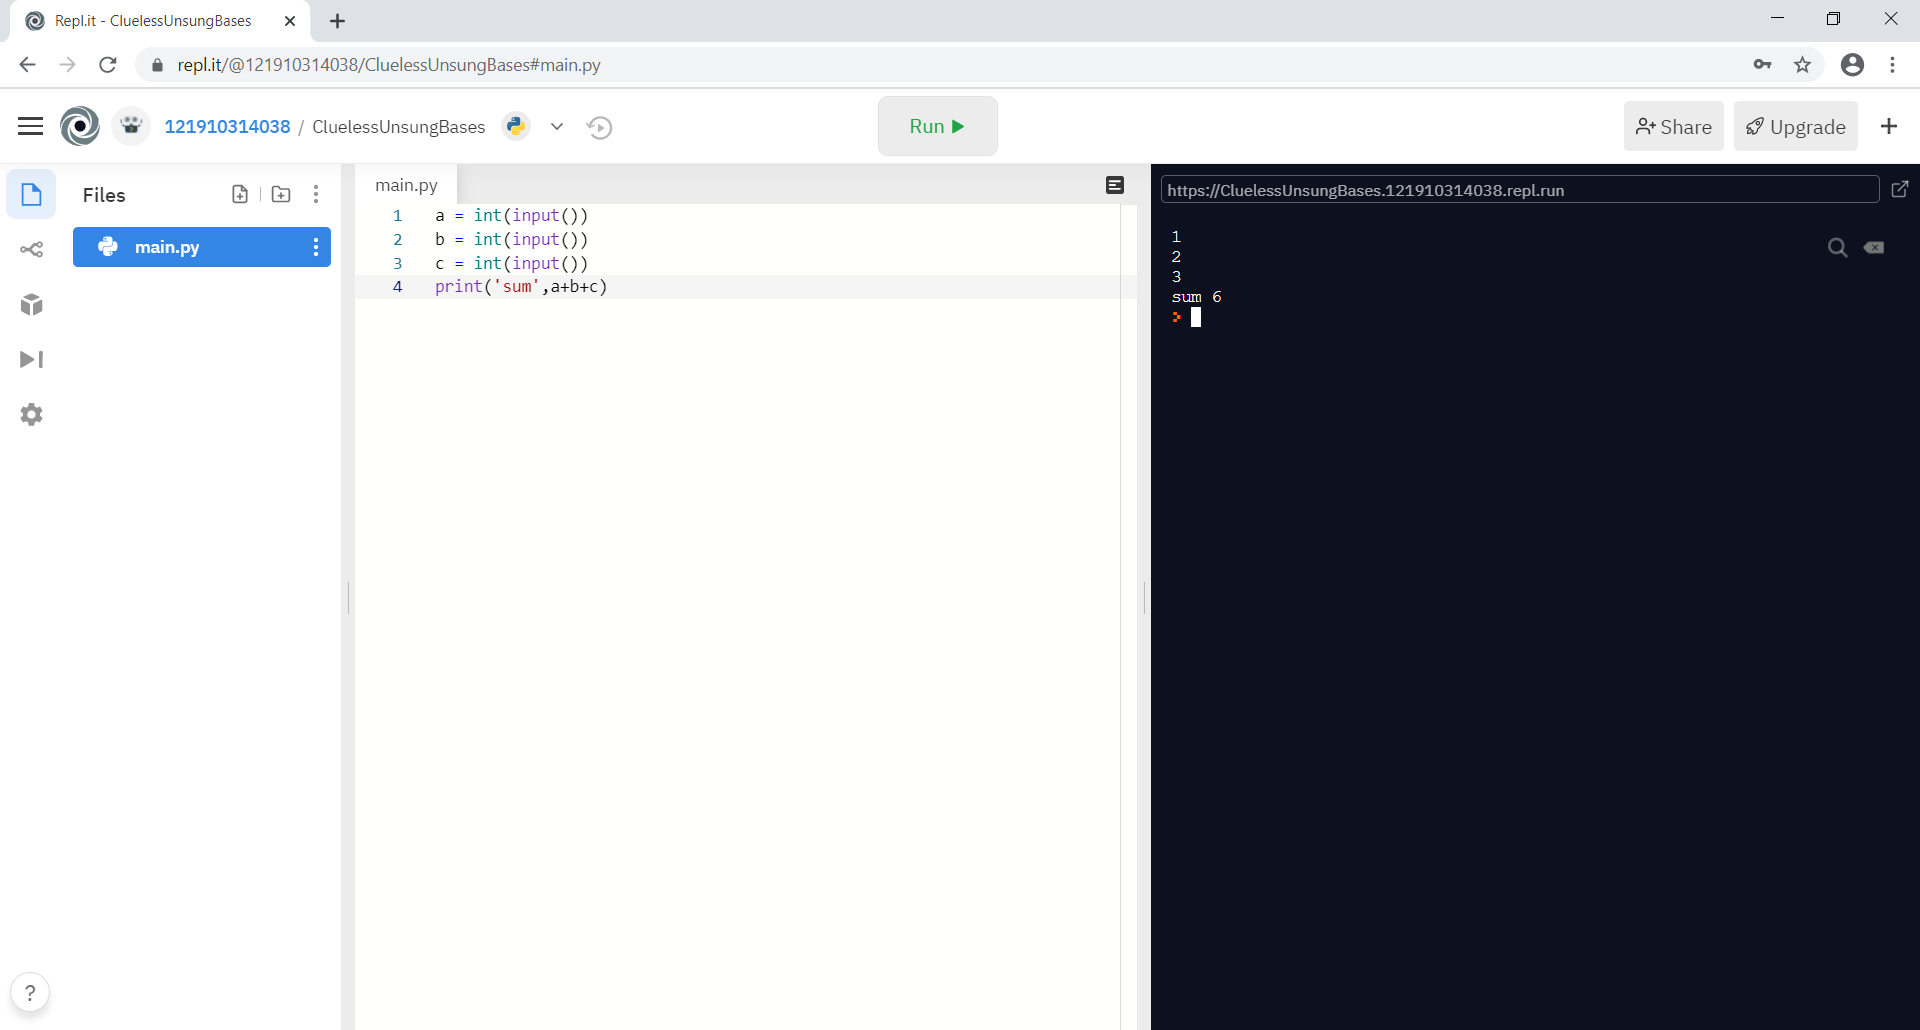 Repl.it - CluelessUnsungBases
repl.it/@121910314038/CluelessUnsungBases#main.py
121910314038 / CluelessUnsungBases
Run
Share
Upgrade
Files
main.py
main.py
1 a = int(input())
2 b = int(input())
3 c = int(input())
4 print('sum',a+b+c)
https://CluelessUnsungBases.121910314038.repl.run
1
2
3
sum 6
>
?